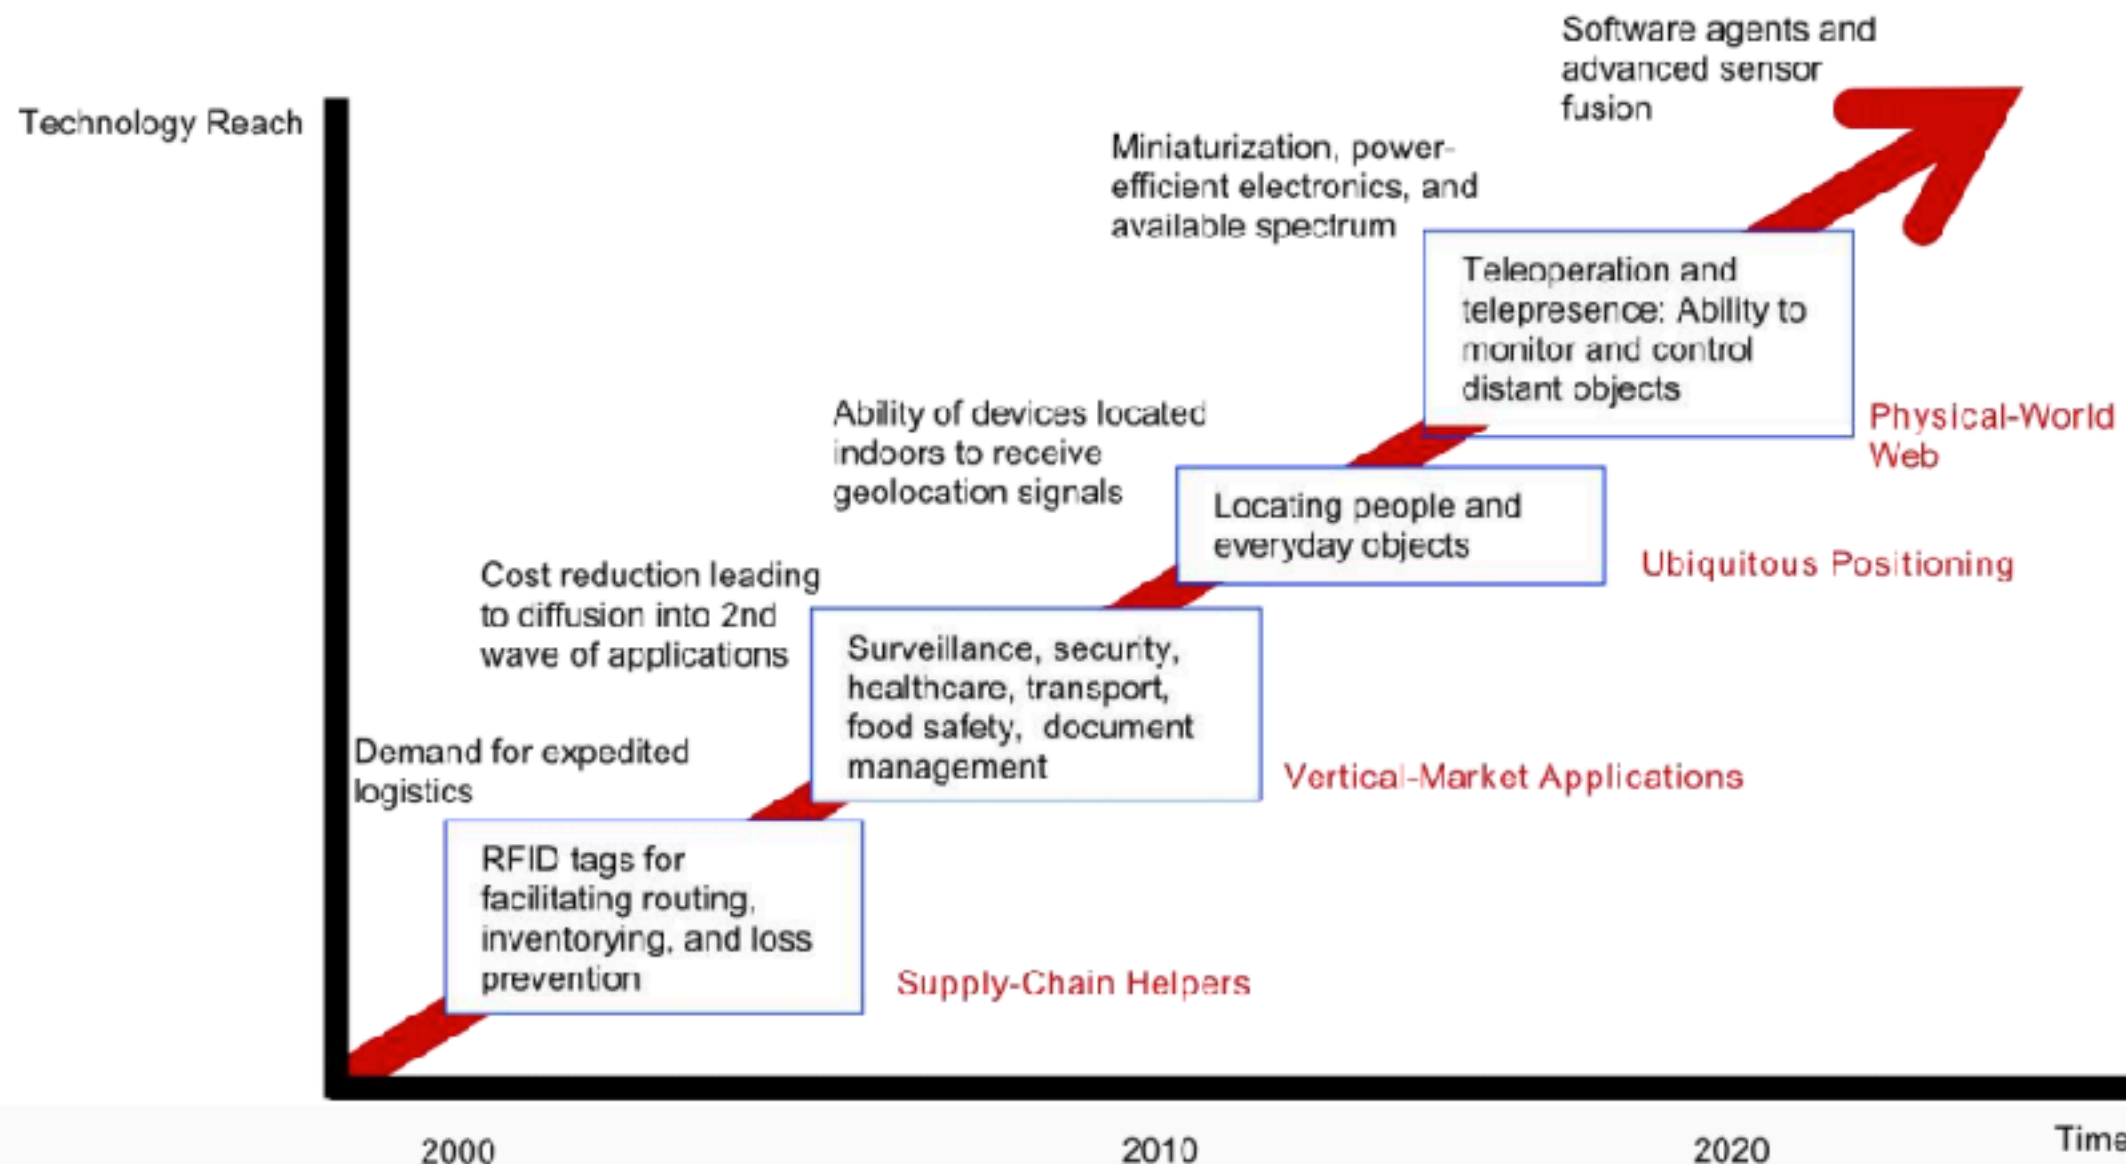 Software agents and
advanced sensor
fusion
Technology Reach
Miniaturization, power-
efficient electronics, and
available spectrum
Teleoperation and
telepresence: Ability to
monitor and control
distant objects
Physical-World
Web
Ability of devices located
indoors to receive
geolocation signals
Locating people and
everyday objects
Ubiquitous Positioning
Cost reduction leading
to diffusion into 2nd
wave of applications
Surveillance, security,
healthcare, transport,
food safety, document
management
Vertical-Market Applications
Demand for expedited
logistics
RFID tags for
facilitating routing,
inventorying, and loss
prevention
Supply-Chain Helpers
2000
2010
2020
Time